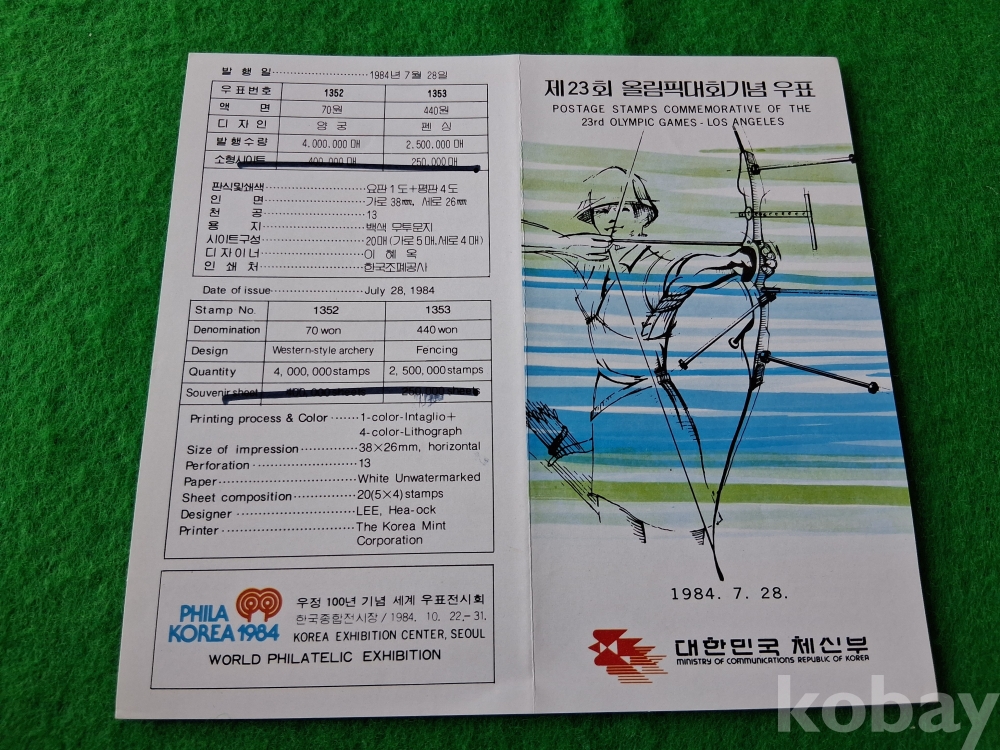 발 행 일 1984년 7월 28일
우표번호 1352 1353
액 면 70원 440원
디 자 인 양 궁 펜 싱
발행수량 4.000.000매 2.500.000매
소형시이트 400.000매 250.000매
판식및쇄색 요판 1도+평판 4도
인 면 가로 38㎜, 세로 26㎜
천 공 13
용 지 백색 무투문지
시이트구성 20매 (가로 5매.세로 4매)
디자이너 이 혜 옥
인 쇄 처 한국조폐공사
Date of issue July 28, 1984
Stamp No. 1352 1353
Denomination 70 won 440 won
Design Western-style archery Fencing
Quantity 4, 000, 000 stamps 2, 500, 000 stamps
Souvenir sheet 400, 000 sheets 250, 000 sheets
Printing process & Color 1-color-Intaglio+
4-color-Lithograph
Size of impression 38×26mm, horizontal
Perforation 13
Paper White Unwatermarked
Sheet composition 20(5×4) stamps
Designer LEE, Hea-ock
Printer The Korea Mint
Corporation
PHILA
KOREA 1984
우정 100년 기념 세계 우표전시회
한국종합전시장 / 1984. 10. 22.-31.
KOREA EXHIBITION CENTER, SEOUL
WORLD PHILATELIC EXHIBITION
제23회 올림픽대회기념 우표
POSTAGE STAMPS COMMEMORATIVE OF THE
23rd OLYMPIC GAMES - LOS ANGELES
1984. 7. 28.
대한민국 체신부
MINISTRY OF COMMUNICATIONS REPUBLIC OF KOREA
kobay